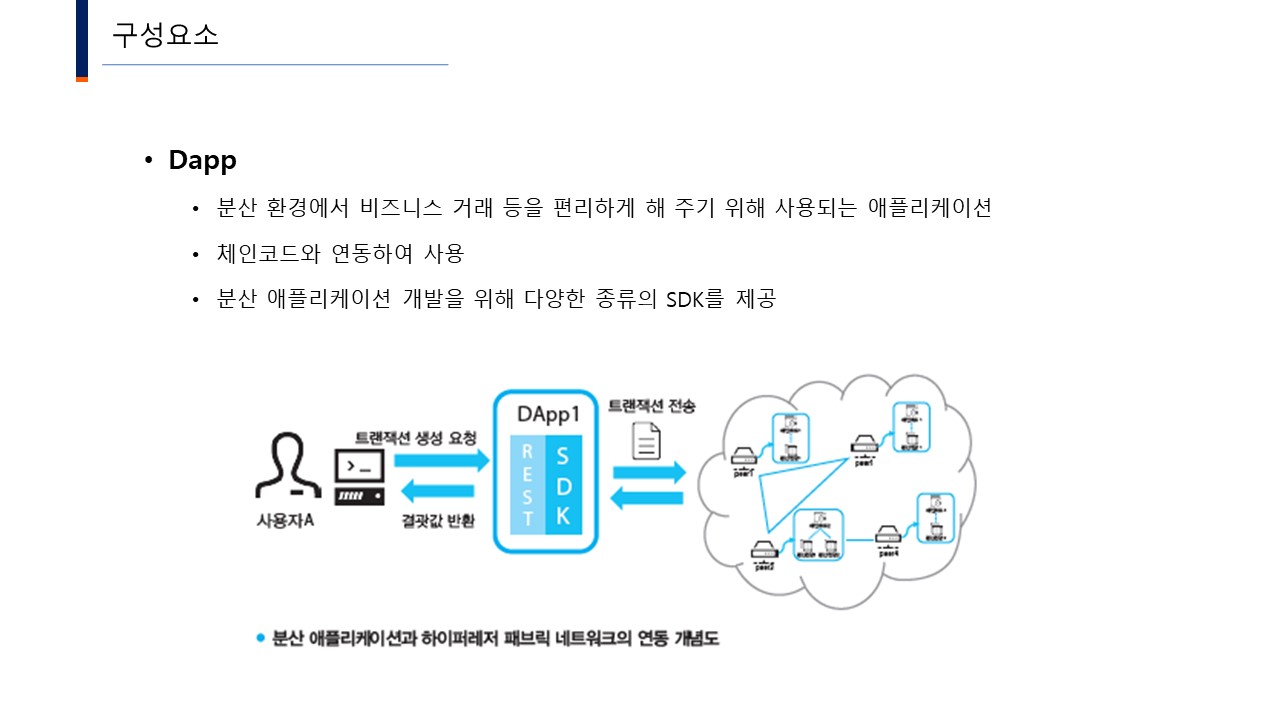 구성요소
• Dapp
• 분산 환경에서 비즈니스 거래 등을 편리하게 해 주기 위해 사용되는 애플리케이션
• 체인코드와 연동하여 사용
• 분산 애플리케이션 개발을 위해 다양한 종류의 SDK를 제공
트랜잭션 생성 요청
사용자A
결괏값 반환
DApp1
REST
SDK
트랜잭션 전송
• 분산 애플리케이션과 하이퍼레저 패브릭 네트워크의 연동 개념도